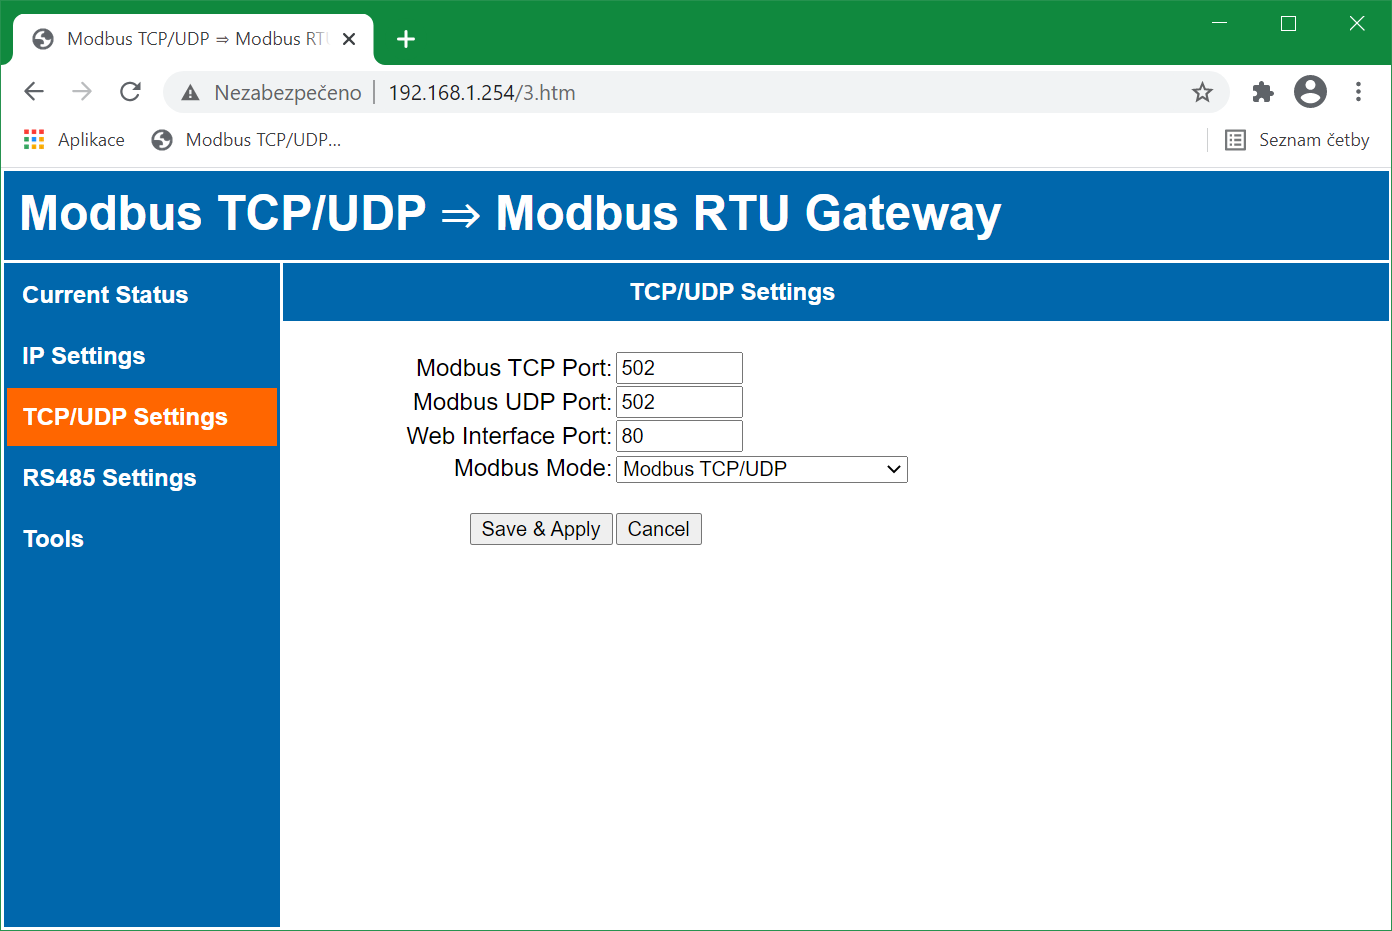 Modbus TCP/UDP ⇒ Modbus RT
Nezabezpečeno 192.168.1.254/3.htm
Aplikace Modbus TCP/UDP... Seznam četby
Modbus TCP/UDP ⇒ Modbus RTU Gateway
Current Status
IP Settings
TCP/UDP Settings
RS485 Settings
Tools
TCP/UDP Settings
Modbus TCP Port: 502
Modbus UDP Port: 502
Web Interface Port: 80
Modbus Mode: Modbus TCP/UDP
Save & Apply Cancel